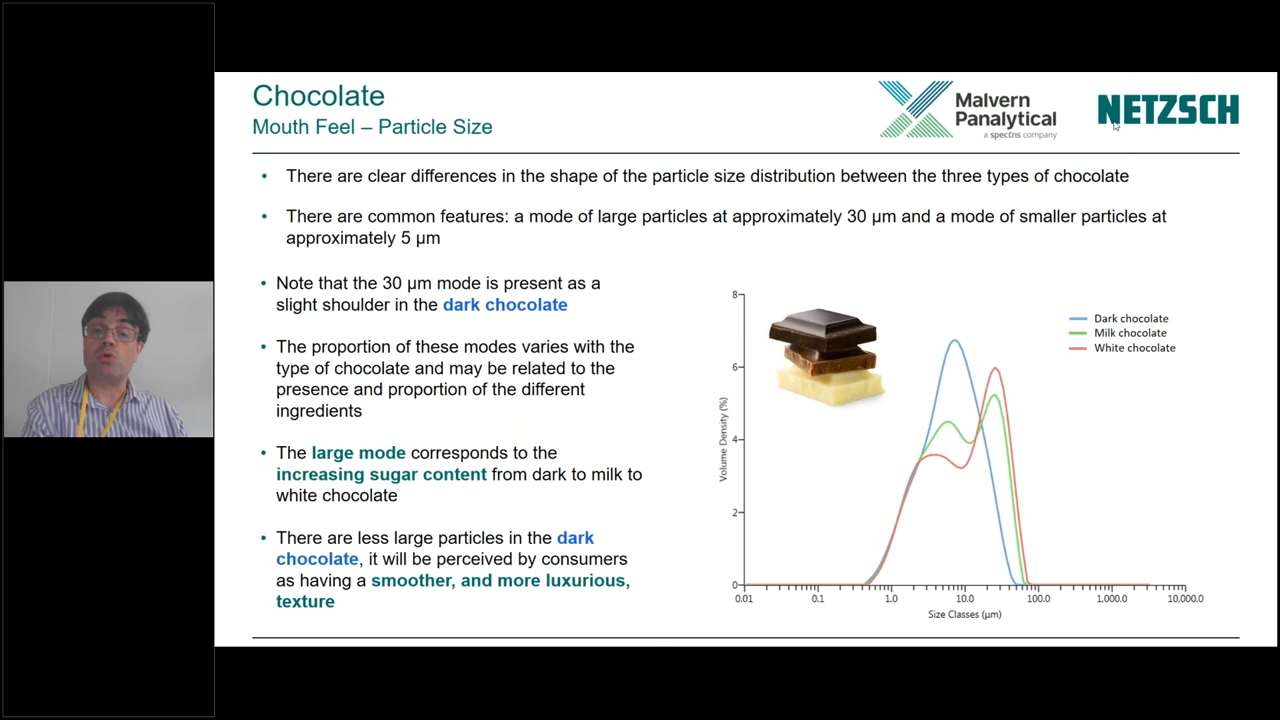 Chocolate
Mouth Feel – Particle Size
Malvern
Panalytical
a spectris company
NETZSCH
• There are clear differences in the shape of the particle size distribution between the three types of chocolate
• There are common features: a mode of large particles at approximately 30 µm and a mode of smaller particles at
approximately 5 µm
• Note that the 30 µm mode is present as a
slight shoulder in the dark chocolate
• The proportion of these modes varies with the
type of chocolate and may be related to the
presence and proportion of the different
ingredients
• The large mode corresponds to the
increasing sugar content from dark to milk to
white chocolate
• There are less large particles in the dark
chocolate, it will be perceived by consumers
as having a smoother, and more luxurious,
texture
Dark chocolate
Milk chocolate
White chocolate
Volume Density (%)
8
6
4
2
0
0.01 0.1 1.0 10.0 100.0 1,000.0 10,000.0
Size Classes (µm)